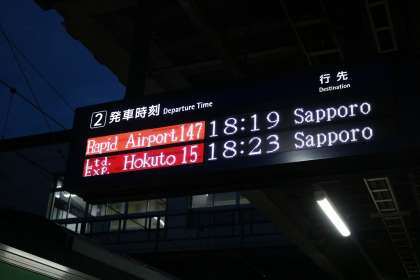 2 発車時刻 Departure Time 行先 Destination
Rapid Airport 147 18:19 Sapporo
Ltd. Exp. Hokuto 15 18:23 Sapporo